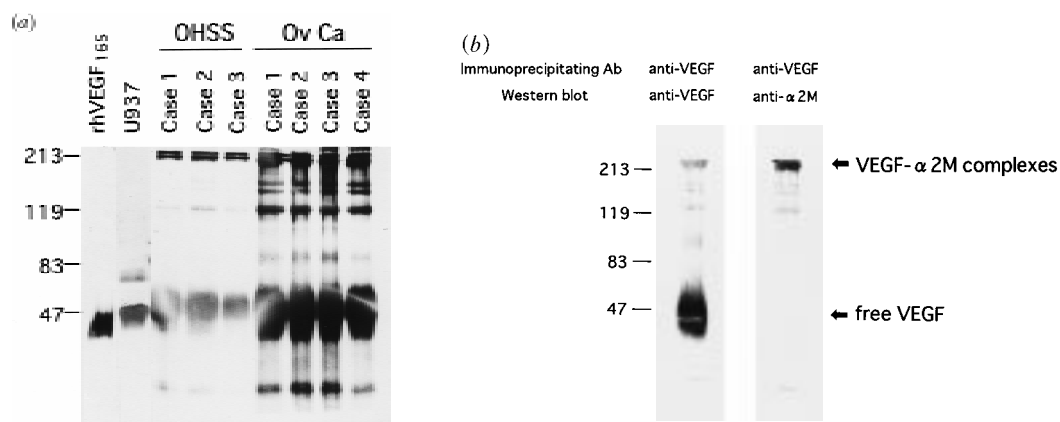 (a)
rhVEGF165
U937
OHSS
Case 1
Case 2
Case 3
Ov Ca
Case 1
Case 2
Case 3
Case 4
213
119
83
47
(b)
Immunoprecipitating Ab anti-VEGF anti-VEGF
Western blot anti-VEGF anti-α2M
213
119
83
47
VEGF-α2M complexes
free VEGF